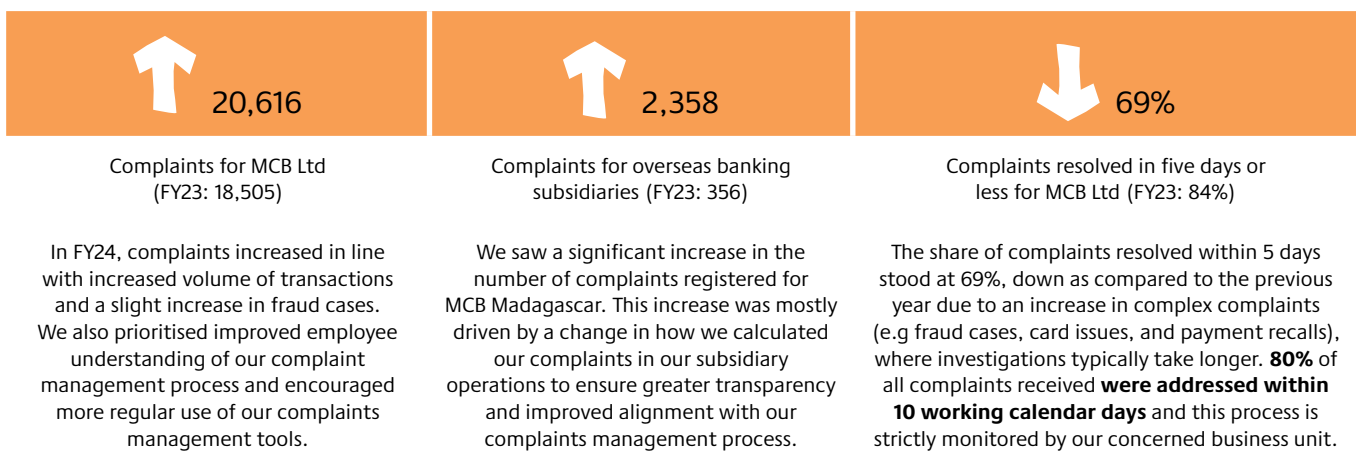 20,616
Complaints for MCB Ltd
(FY23: 18,505)
In FY24, complaints increased in line
with increased volume of transactions
and a slight increase in fraud cases.
We also prioritised improved employee
understanding of our complaint
management process and encouraged
more regular use of our complaints
management tools.
2,358
Complaints for overseas banking
subsidiaries (FY23: 356)
We saw a significant increase in the
number of complaints registered for
MCB Madagascar. This increase was mostly
driven by a change in how we calculated
our complaints in our subsidiary
operations to ensure greater transparency
and improved alignment with our
complaints management process.
69%
Complaints resolved in five days or
less for MCB Ltd (FY23: 84%)
The share of complaints resolved within 5 days
stood at 69%, down as compared to the previous
year due to an increase in complex complaints
(e.g fraud cases, card issues, and payment recalls),
where investigations typically take longer. 80% of
all complaints received were addressed within
10 working calendar days and this process is
strictly monitored by our concerned business unit.